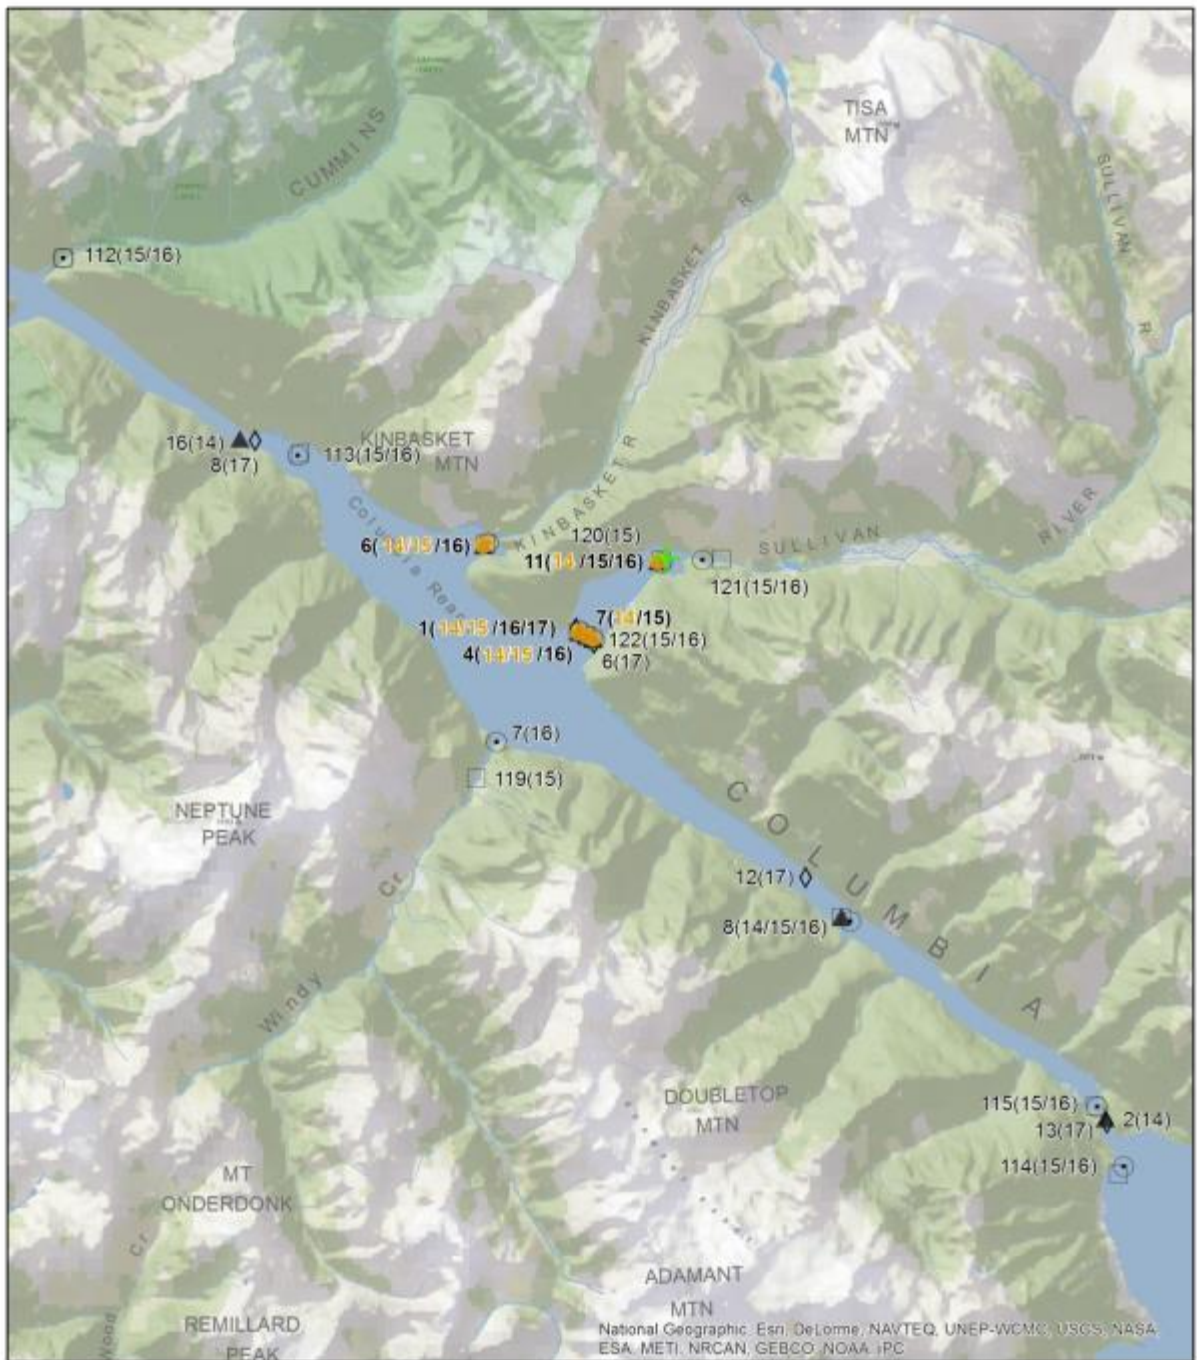 TISA
MTN
CUMMINS
SULLIVAN
R
112(15/16)
KINBASKET R
16(14)
8(17)
KINBASKET
MTN
113(15/16)
Columbia Reach
6(14/15/16)
KINBASKET R
120(15)
11(14/15/16)
SULLIVAN RIVER
121(15/16)
1(14/15/16/17)
7(14/15)
122(15/16)
4(14/15/16)
6(17)
7(16)
119(15)
NEPTUNE
PEAK
COLUMBIA
12(17)
8(14/15/16)
Windy Cr
DOUBLETOP
MTN
115(15/16)
2(14)
13(17)
114(15/16)
MT
ONDERDONK
Cr
Wood
ADAMANT
MTN
REMILLARD
PEAK
National Geographic, Esri, DeLorme, NAVTEQ, UNEP-WCMC, USGS, NASA,
ESA, METI, NRCAN, GEBCO, NOAA, iPC